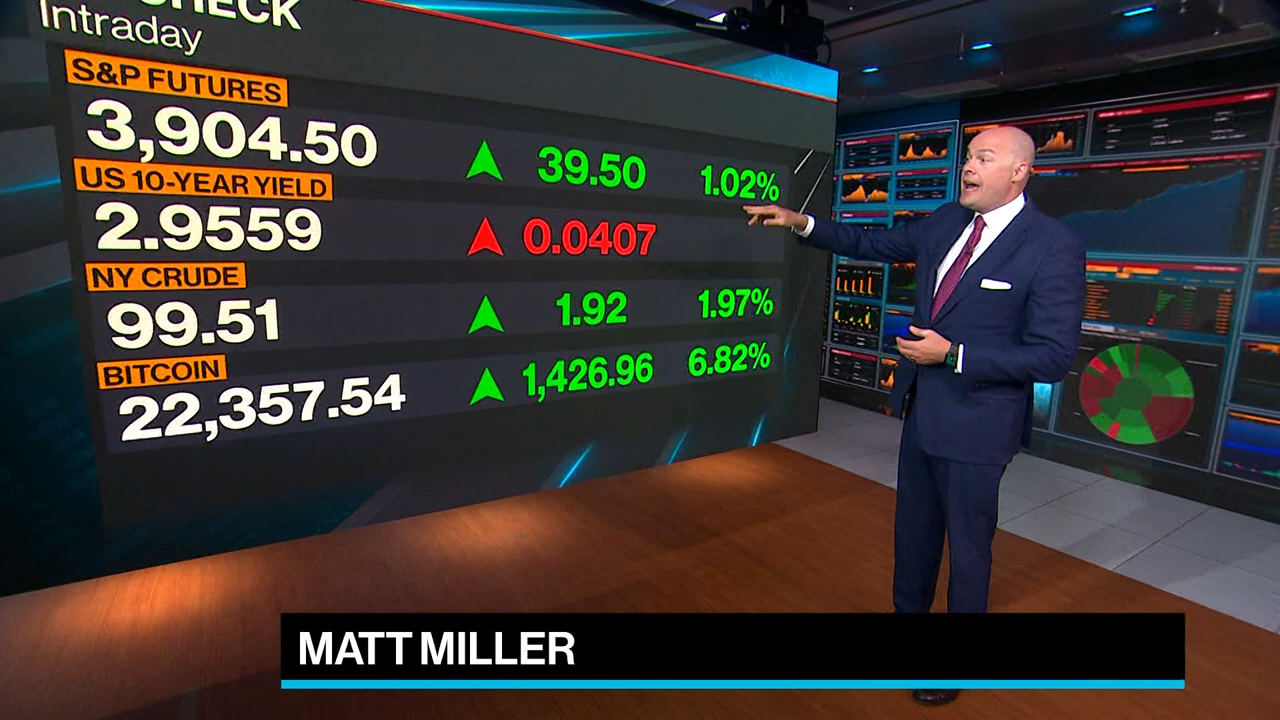 CHECK
Intraday
S&P FUTURES
3,904.50 39.50 1.02%
US 10-YEAR YIELD
2.9559 0.0407
NY CRUDE
99.51 1.92 1.97%
BITCOIN
22,357.54 1,426.96 6.82%
MATT MILLER